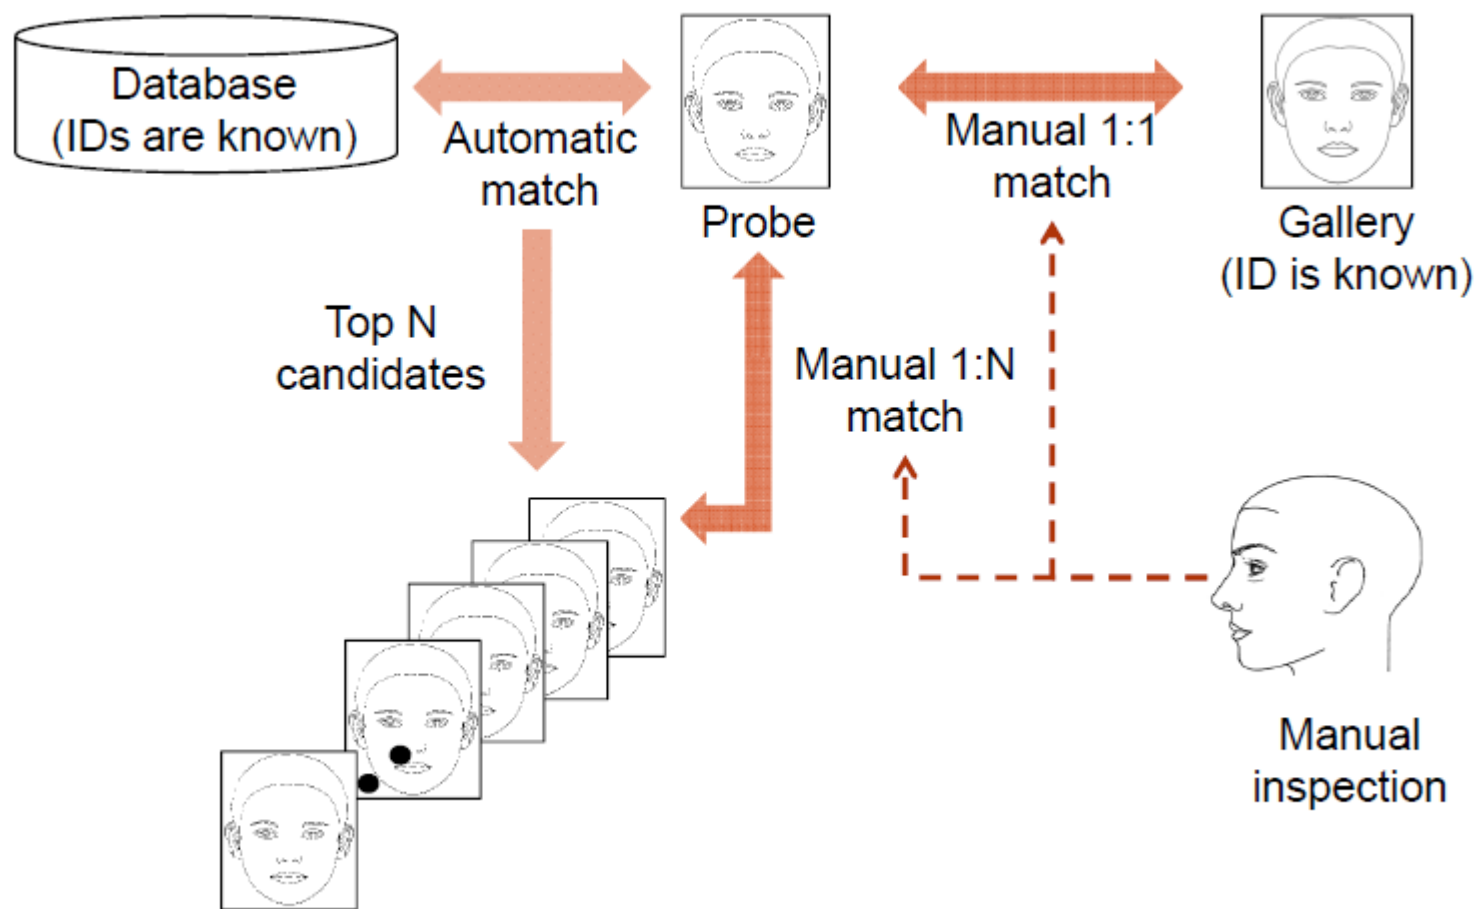 Database
(IDs are known)
Automatic
match
Probe
Manual 1:1
match
Gallery
(ID is known)
Top N
candidates
Manual 1:N
match
Manual
inspection